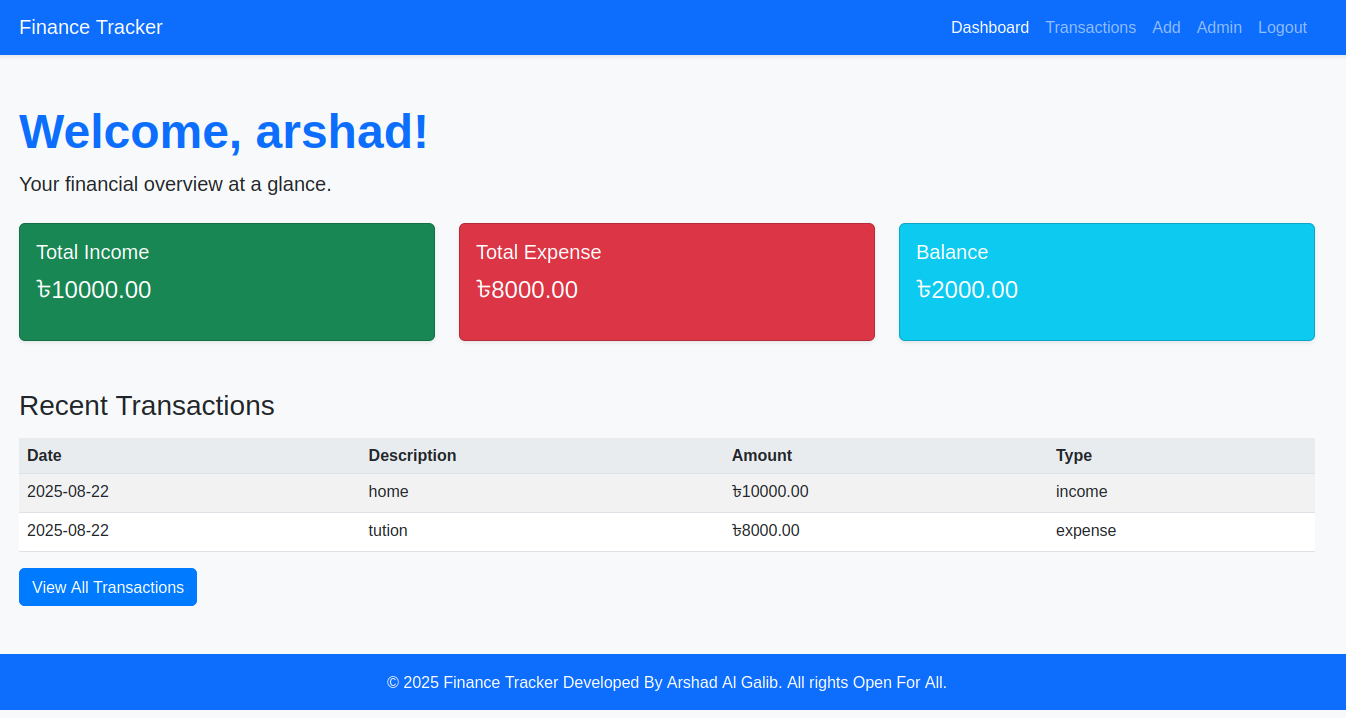 Finance Tracker Dashboard Transactions Add Admin Logout
Welcome, arshad!
Your financial overview at a glance.
Total Income
৳10000.00
Total Expense
৳8000.00
Balance
৳2000.00
Recent Transactions
Date Description Amount Type
2025-08-22 home ৳10000.00 income
2025-08-22 tution ৳8000.00 expense
View All Transactions
© 2025 Finance Tracker Developed By Arshad Al Galib. All rights Open For All.